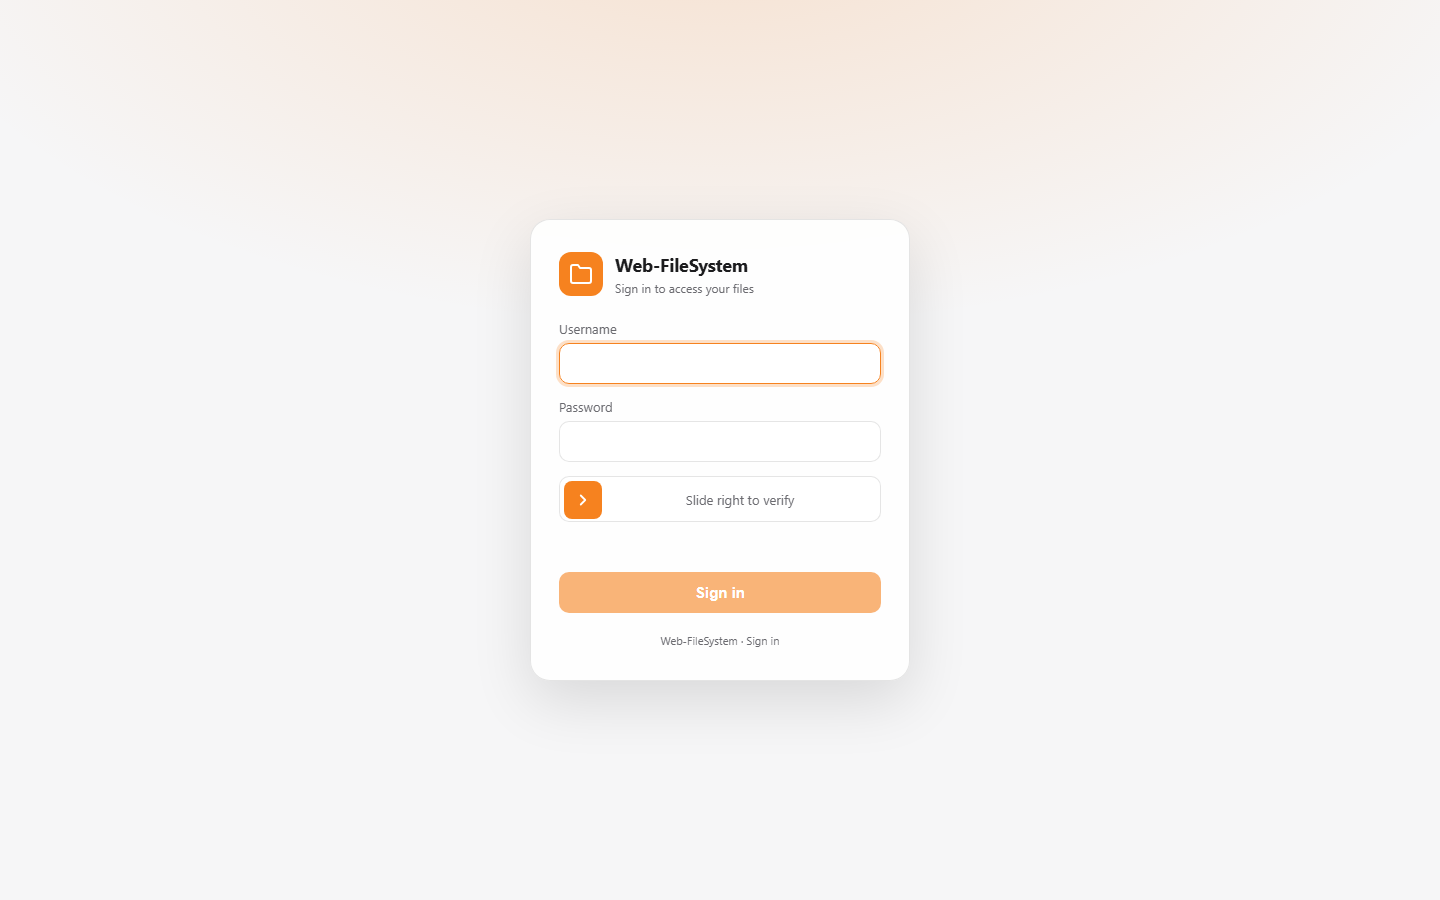 Web-FileSystem
Sign in to access your files
Username
Password
Slide right to verify
Sign in
Web-FileSystem · Sign in